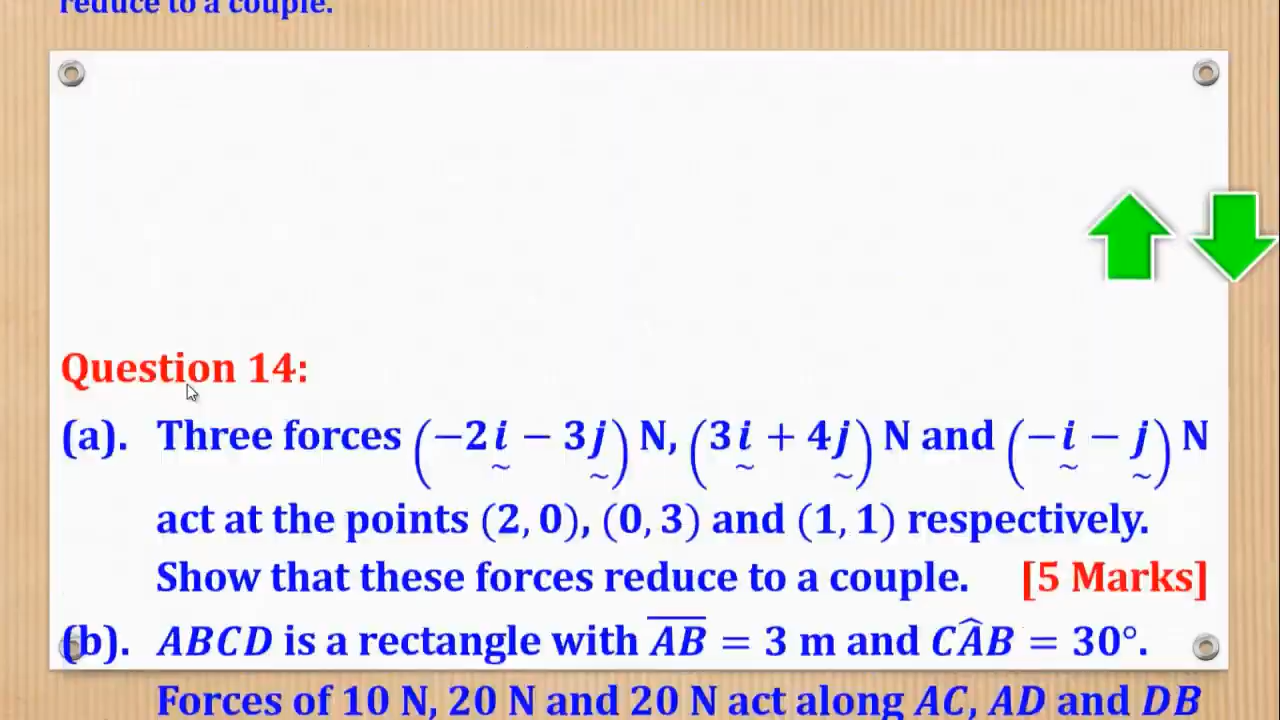 reduce to a couple.
Question 14:
(a). Three forces (−2i − 3j) N, (3i + 4j) N and (−i − j) N
act at the points (2, 0), (0, 3) and (1, 1) respectively.
Show that these forces reduce to a couple. [5 Marks]
(b). ABCD is a rectangle with A̅B̅ = 3 m and CÂB = 30°.
Forces of 10 N, 20 N and 20 N act along AC, AD and DB